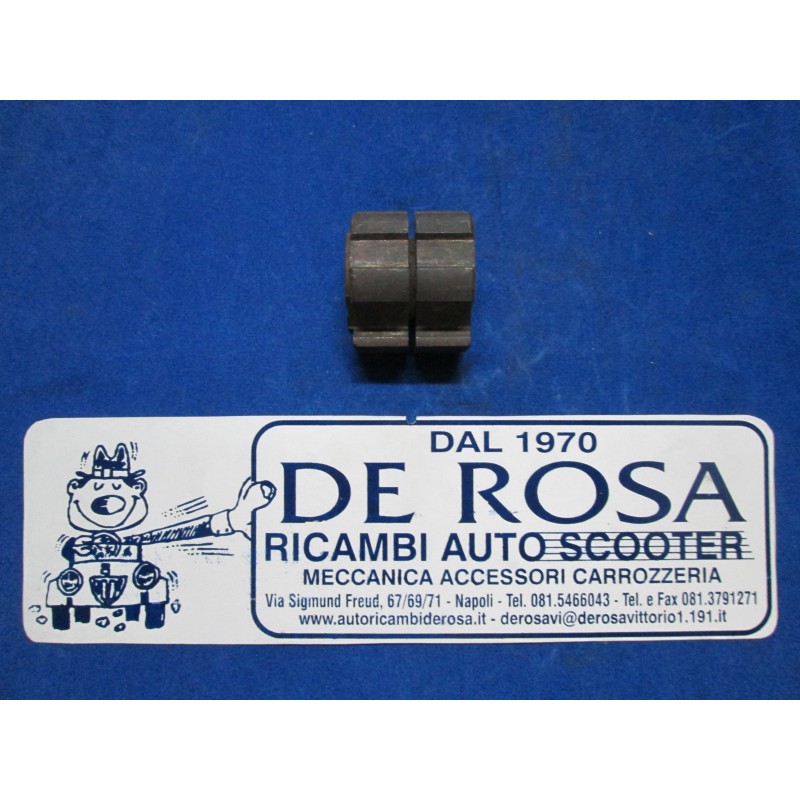 DAL 1970
DE ROSA
RICAMBI AUTO SCOOTER
MECCANICA ACCESSORI CARROZZERIA
Via Sigmund Freud, 67/69/71 - Napoli - Tel. 081.5466043 - Tel. e Fax 081.3791271
www.autoricambiderosa.it - derosavi@derosavittorio1.191.it